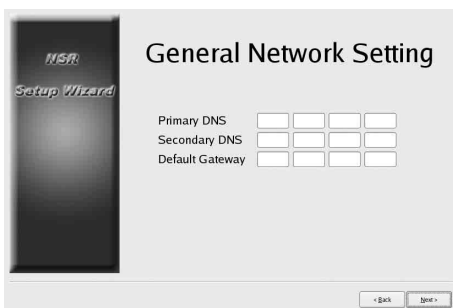 NSR
Setup Wizard
General Network Setting
Primary DNS
Secondary DNS
Default Gateway
< Back
Next >